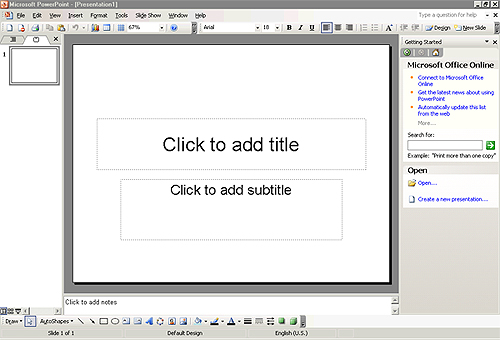 Microsoft PowerPoint - [Presentation1]
File Edit View Insert Format Tools Slide Show Window Help
Type a question for help
67%
Arial
18
B I U S
Design
New Slide
Getting Started
1
Click to add title
Click to add subtitle
Microsoft Office Online
Connect to Microsoft Office
Online
Get the latest news about using
PowerPoint
Automatically update this list
from the web
More...
Search for:
Example: "Print more than one copy"
Open
Open...
Create a new presentation...
Click to add notes
Draw
AutoShapes
Slide 1 of 1
Default Design
English (U.S.)